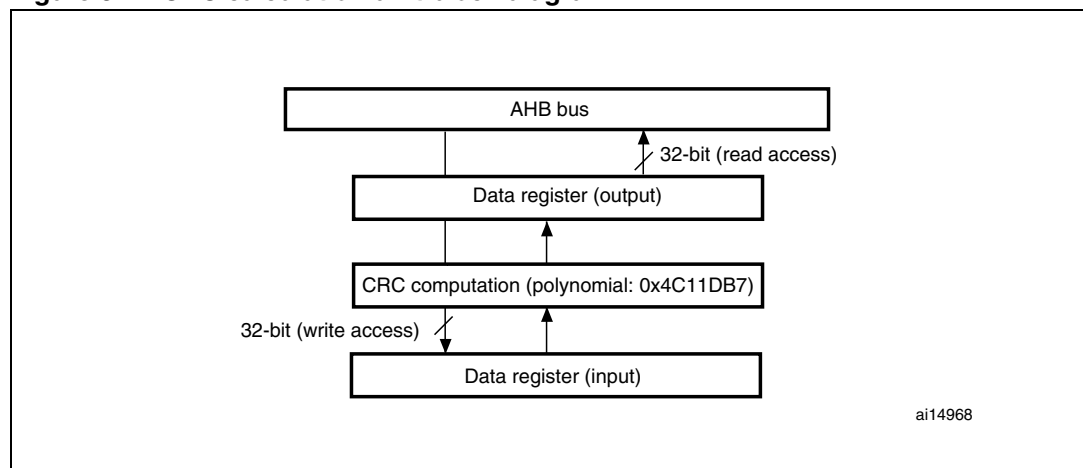 AHB bus
32-bit (read access)
Data register (output)
CRC computation (polynomial: 0x4C11DB7)
32-bit (write access)
Data register (input)
ai14968